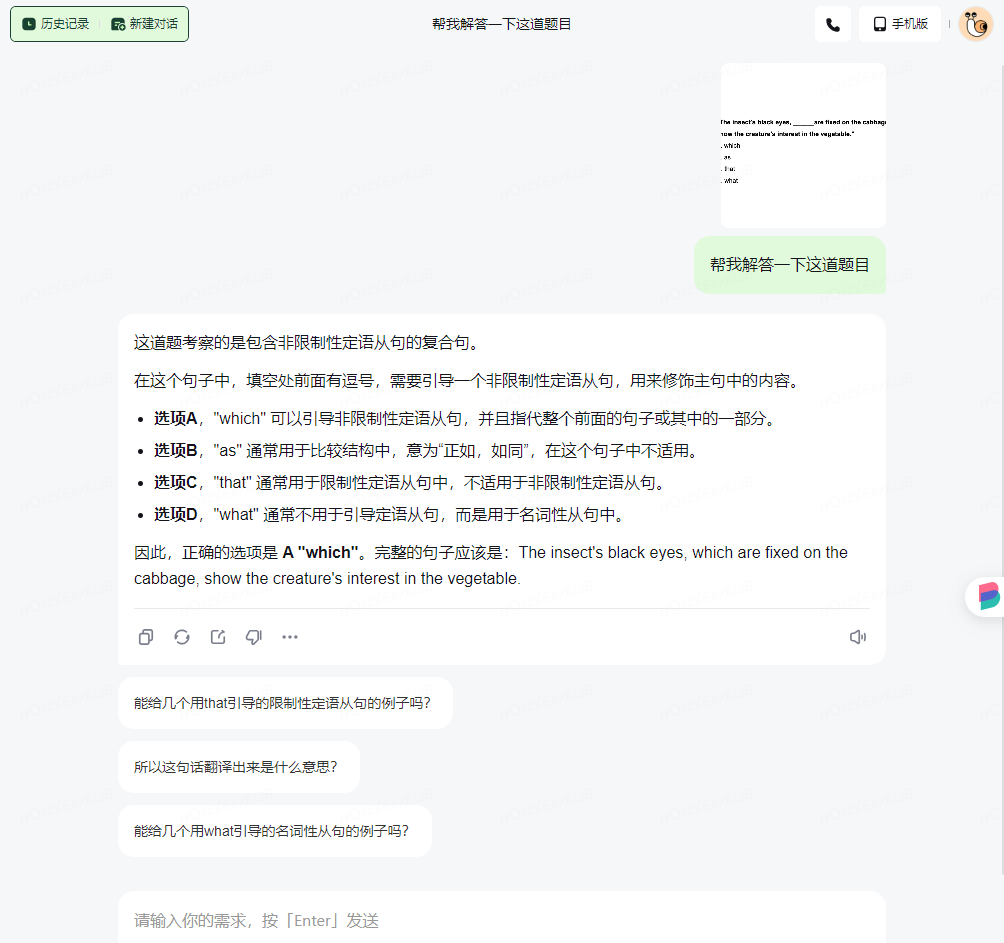 历史记录 新建对话 帮我解答一下这道题目 手机版
The insect's black eyes, ______are fixed on the cabbage
how the creature's interest in the vegetable."
. which
. as
. that
. what
帮我解答一下这道题目
这道题考察的是包含非限制性定语从句的复合句。
在这个句子中，填空处前面有逗号，需要引导一个非限制性定语从句，用来修饰主句中的内容。
• 选项A，"which" 可以引导非限制性定语从句，并且指代整个前面的句子或其中的一部分。
• 选项B，"as" 通常用于比较结构中，意为“正如，如同”，在这个句子中不适用。
• 选项C，"that" 通常用于限制性定语从句中，不适用于非限制性定语从句。
• 选项D，"what" 通常不用于引导定语从句，而是用于名词性从句中。
因此，正确的选项是 A "which"。完整的句子应该是：The insect's black eyes, which are fixed on the
cabbage, show the creature's interest in the vegetable.
能给几个用that引导的限制性定语从句的例子吗？
所以这句话翻译出来是什么意思？
能给几个用what引导的名词性从句的例子吗？
请输入你的需求，按「Enter」发送